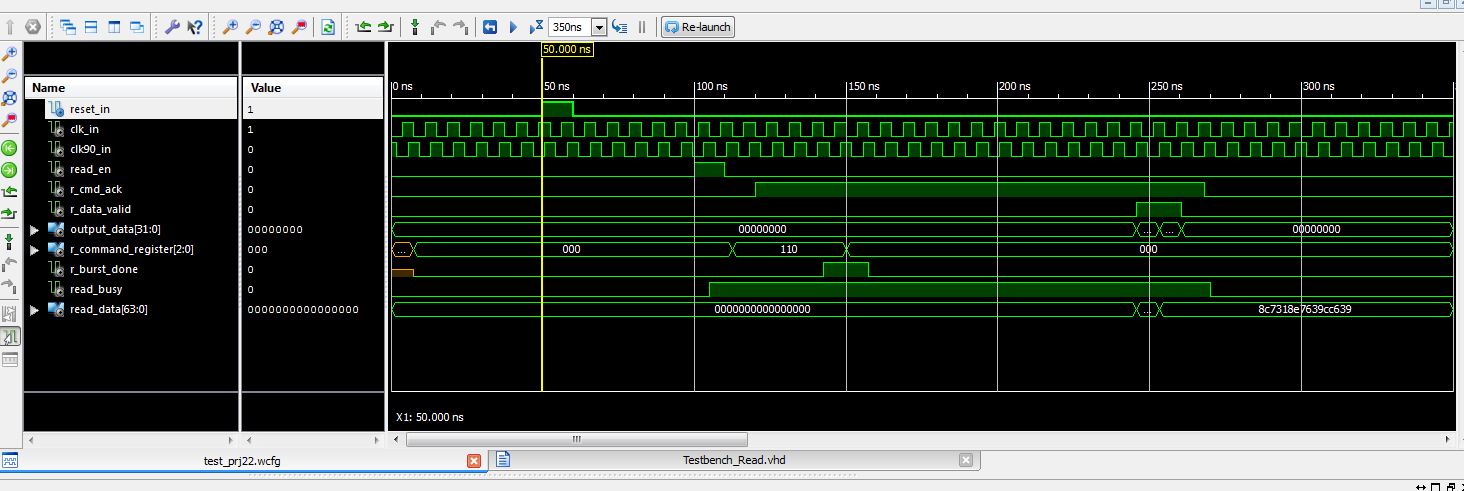 350ns Re-launch
50.000 ns
Name Value
0 ns 50 ns 100 ns 150 ns 200 ns 250 ns 300 ns
reset_in 1
clk_in 1
clk90_in 0
read_en 0
r_cmd_ack 0
r_data_valid 0
output_data[31:0] 00000000 00000000 ... ... 00000000
r_command_register[2:0] 000 ... 000 110 000
r_burst_done 0
read_busy 0
read_data[63:0] 0000000000000000 0000000000000000 ... 8c7318e7639cc639
X1: 50.000 ns
test_prj22.wcfg Testbench_Read.vhd